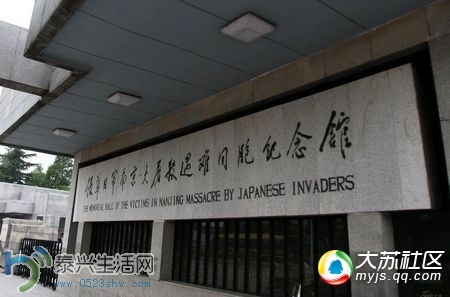 侵华日军南京大屠杀遇难同胞纪念馆
THE MEMORIAL HALL OF THE VICTIMS IN NANJING MASSACRE BY JAPANESE INVADERS
泰兴生活网
www.0523shw.com
大苏社区
myjs.qq.com